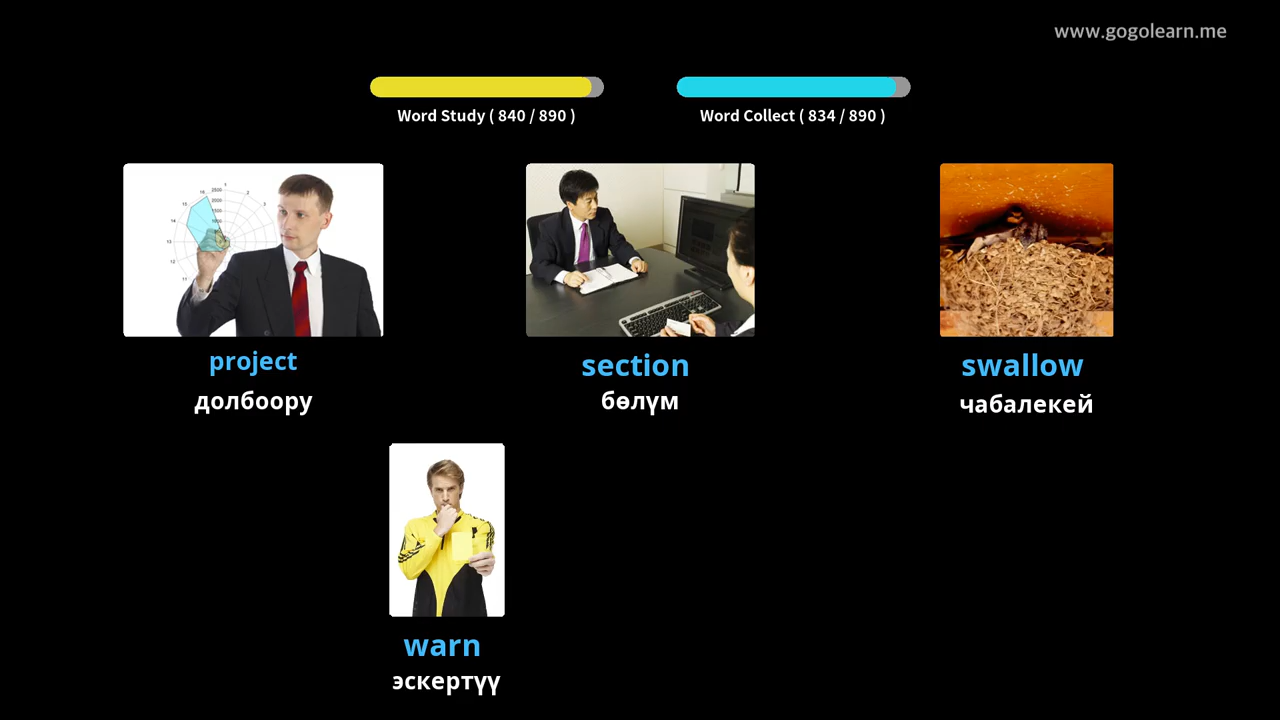 www.gogolearn.me
Word Study ( 840 / 890 )
Word Collect ( 834 / 890 )
project
долбоору
section
бөлүм
swallow
чабалекей
warn
эскертүү